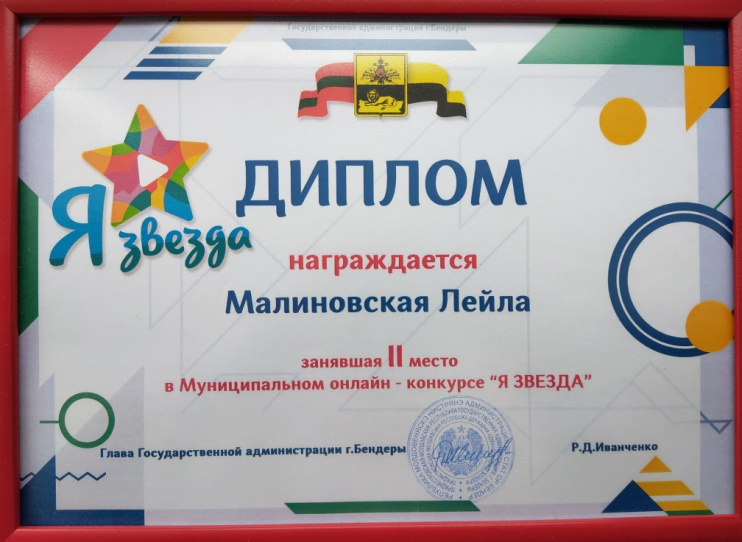 Государственная администрация г.Бендеры
Я звезда
ДИПЛОМ
награждается
Малиновская Лейла
занявшая II место
в Муниципальном онлайн - конкурсе “Я ЗВЕЗДА”
Глава Государственной администрации г.Бендеры
Р.Д.Иванченко